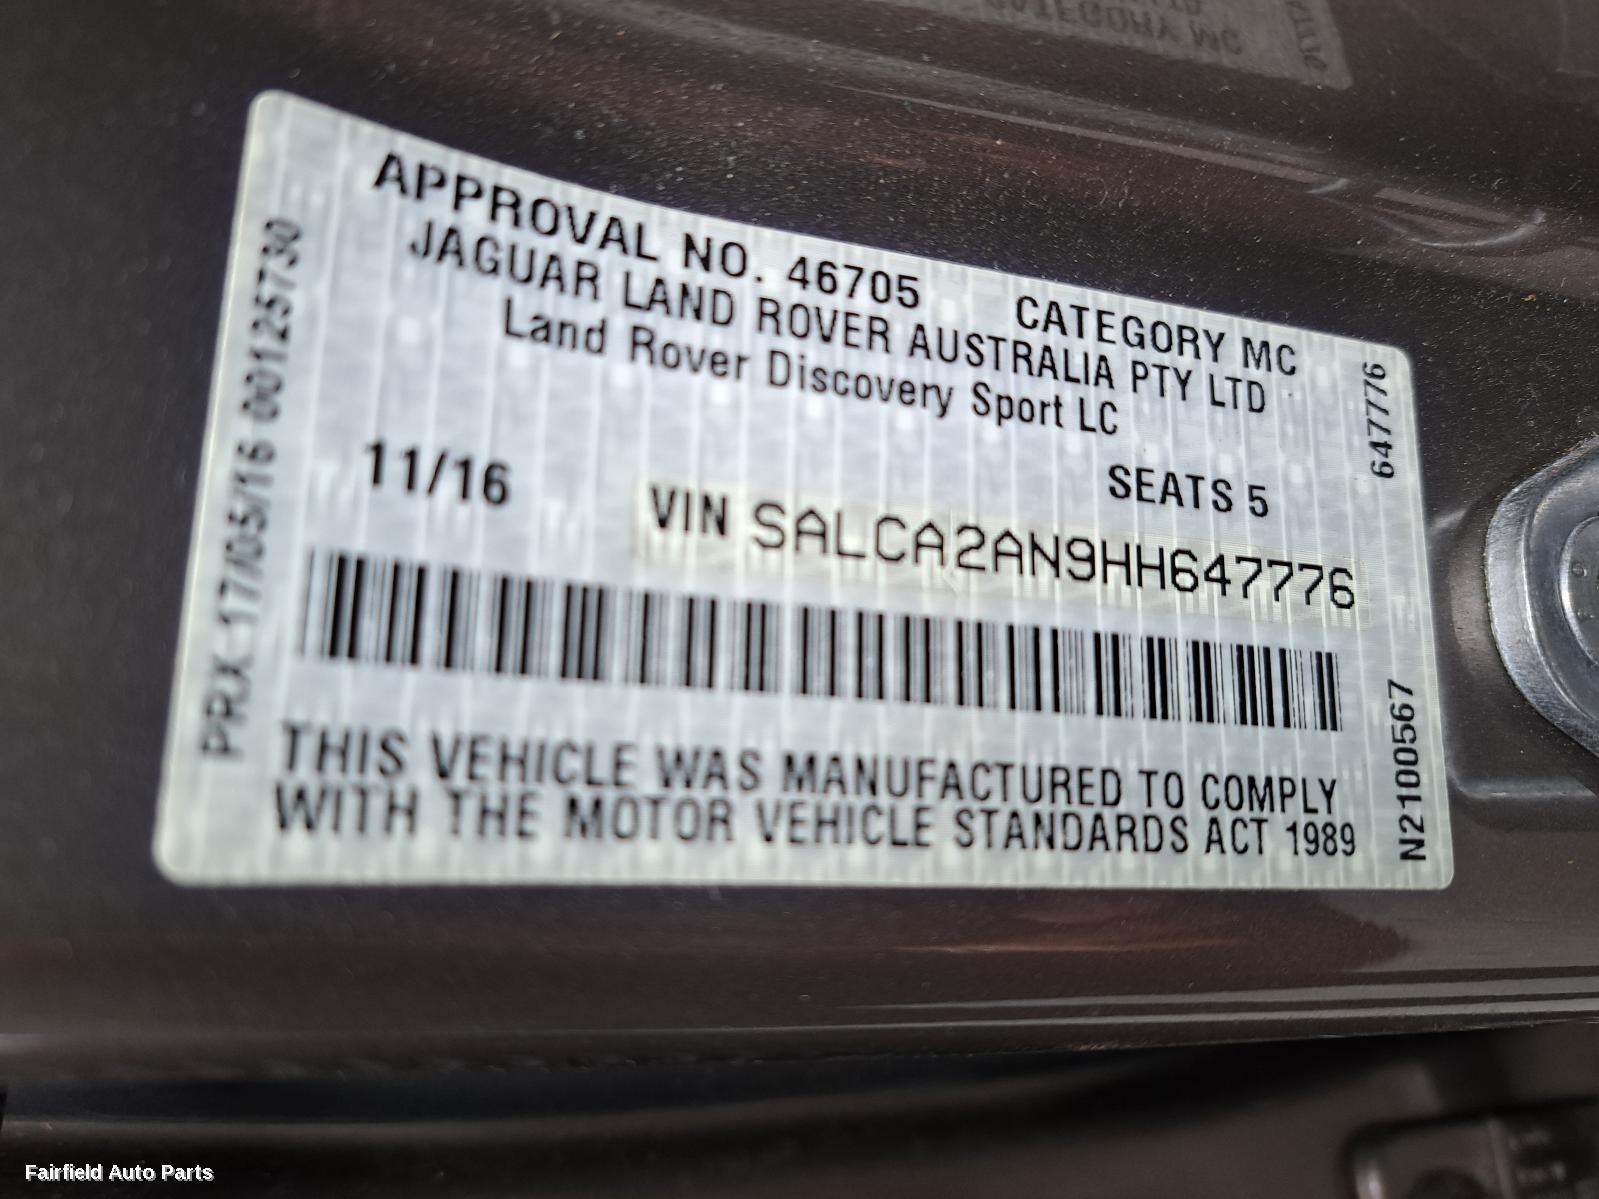 APPROVAL NO. 46705 CATEGORY MC
JAGUAR LAND ROVER AUSTRALIA PTY LTD
Land Rover Discovery Sport LC
11/16 SEATS 5
VIN SALCA2AN9HH647776
THIS VEHICLE WAS MANUFACTURED TO COMPLY
WITH THE MOTOR VEHICLE STANDARDS ACT 1989
PRX 17/05/16 00125730
647776
N2100567
Fairfield Auto Parts